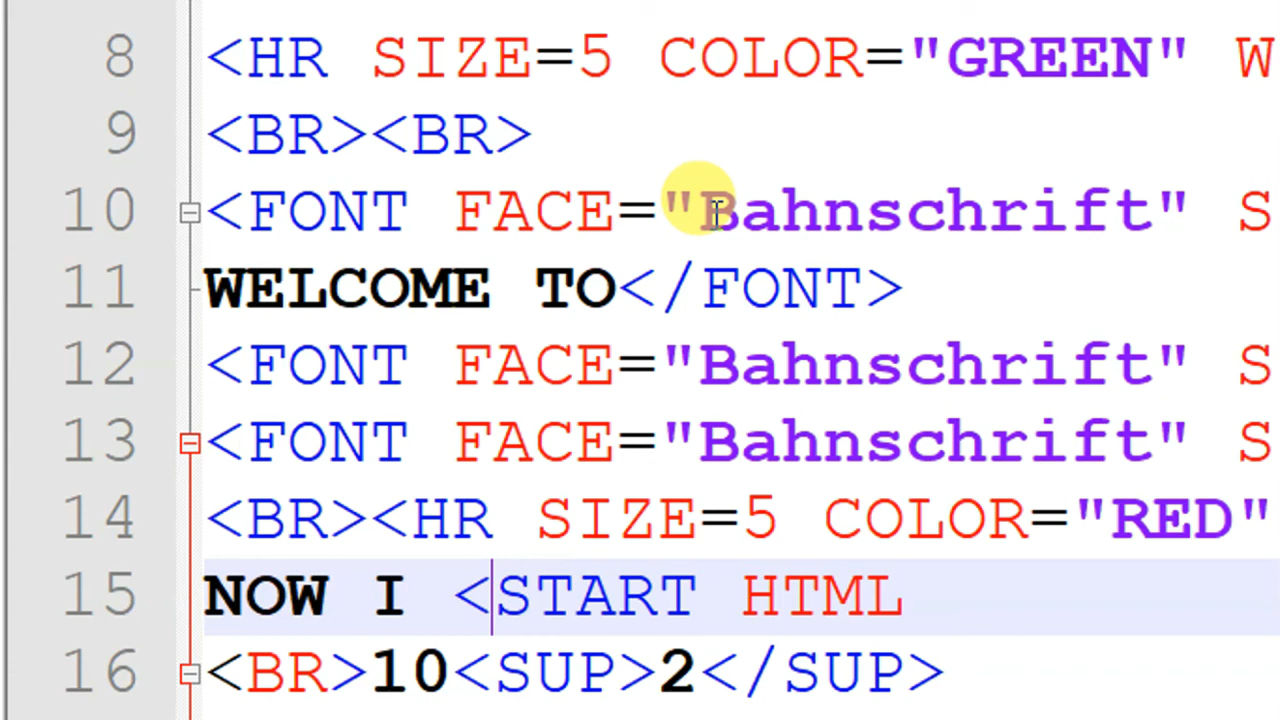 8 <HR SIZE=5 COLOR="GREEN" W
9 <BR><BR>
10 <FONT FACE="Bahnschrift" S
11 WELCOME TO</FONT>
12 <FONT FACE="Bahnschrift" S
13 <FONT FACE="Bahnschrift" S
14 <BR><HR SIZE=5 COLOR="RED"
15 NOW I <START HTML
16 <BR>10<SUP>2</SUP>